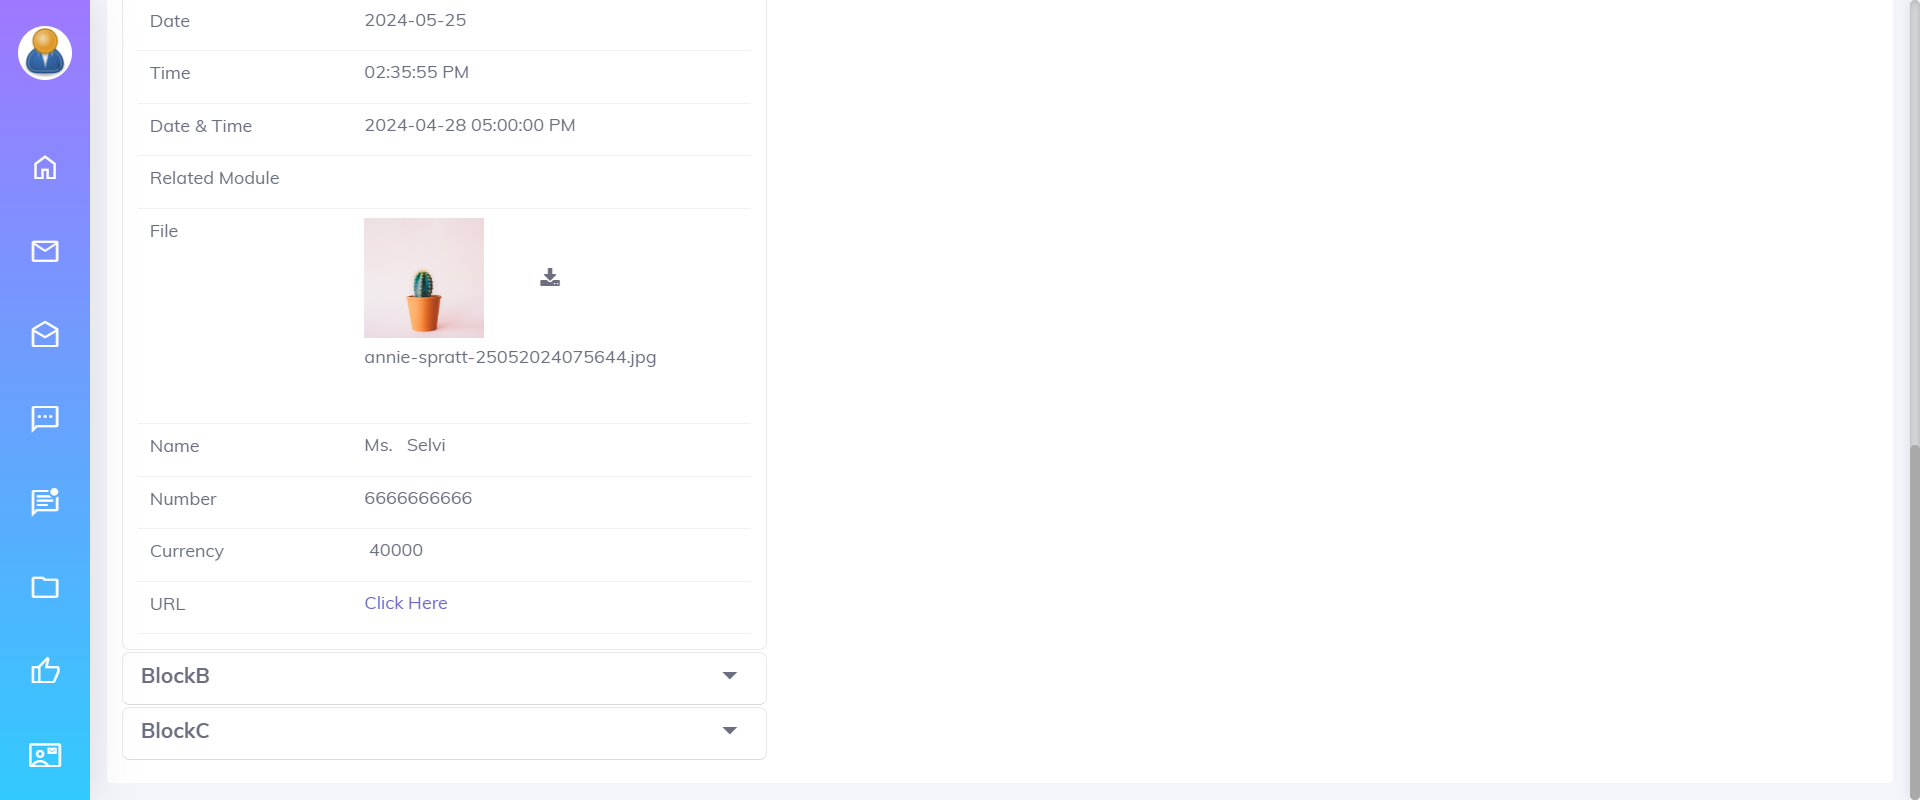 Date 2024-05-25
Time 02:35:55 PM
Date & Time 2024-04-28 05:00:00 PM
Related Module
File
annie-spratt-25052024075644.jpg
Name Ms. Selvi
Number 6666666666
Currency 40000
URL Click Here
BlockB
BlockC